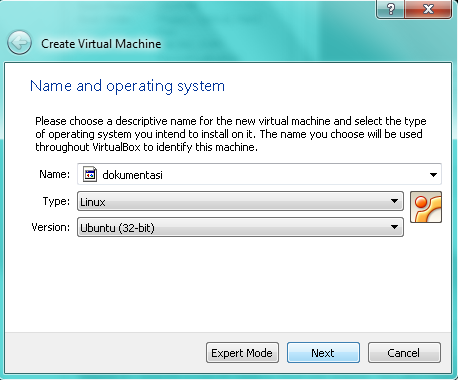 ?
X
Create Virtual Machine
Name and operating system
Please choose a descriptive name for the new virtual machine and select the type
of operating system you intend to install on it. The name you choose will be used
throughout VirtualBox to identify this machine.
Name: dokumentasi
Type: Linux
Version: Ubuntu (32-bit)
Expert Mode Next Cancel